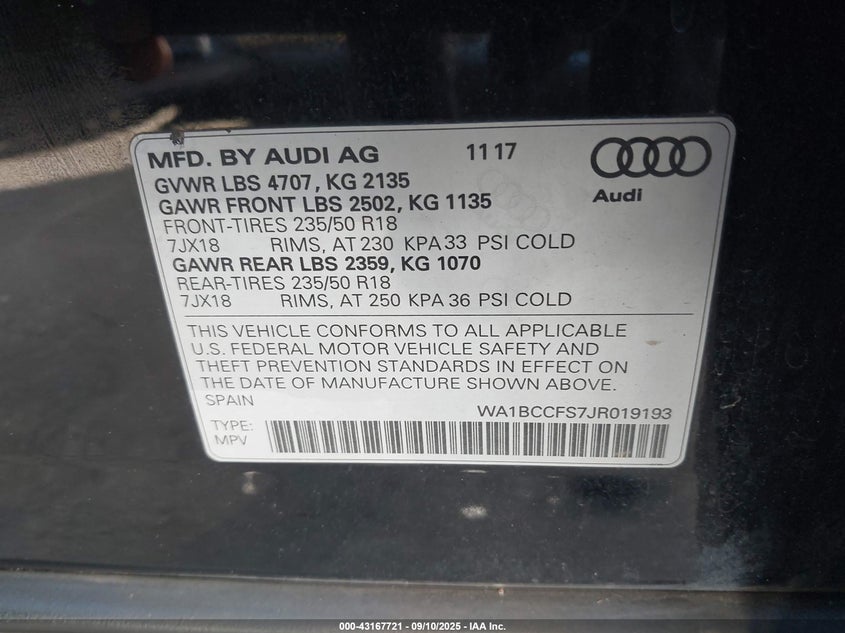 MFD. BY AUDI AG 11 17
Audi
GVWR LBS 4707, KG 2135
GAWR FRONT LBS 2502, KG 1135
FRONT-TIRES 235/50 R18
7JX18 RIMS, AT 230 KPA 33 PSI COLD
GAWR REAR LBS 2359, KG 1070
REAR-TIRES 235/50 R18
7JX18 RIMS, AT 250 KPA 36 PSI COLD
THIS VEHICLE CONFORMS TO ALL APPLICABLE
U.S. FEDERAL MOTOR VEHICLE SAFETY AND
THEFT PREVENTION STANDARDS IN EFFECT ON
THE DATE OF MANUFACTURE SHOWN ABOVE.
SPAIN
WA1BCCFS7JR019193
TYPE:
MPV
000-43167721 | 09/10/2025 - IAA Inc.